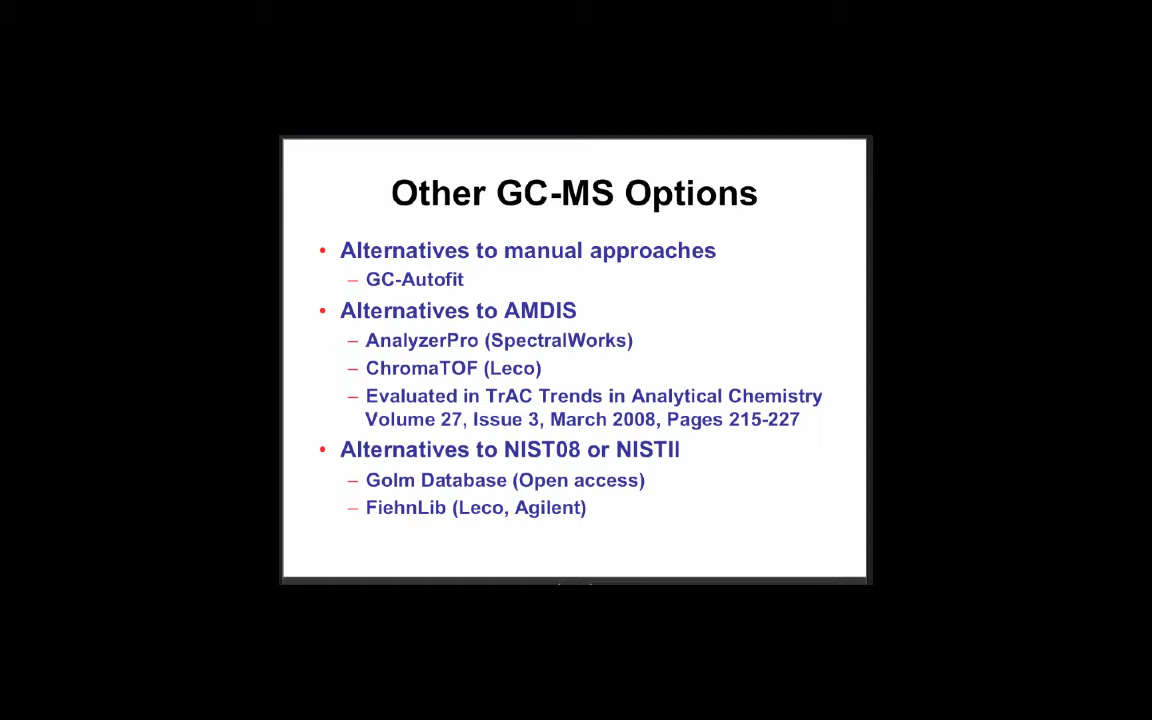 Other GC-MS Options
• Alternatives to manual approaches
– GC-Autofit
• Alternatives to AMDIS
– AnalyzerPro (SpectralWorks)
– ChromaTOF (Leco)
– Evaluated in TrAC Trends in Analytical Chemistry
Volume 27, Issue 3, March 2008, Pages 215-227
• Alternatives to NIST08 or NISTII
– Golm Database (Open access)
– FiehnLib (Leco, Agilent)